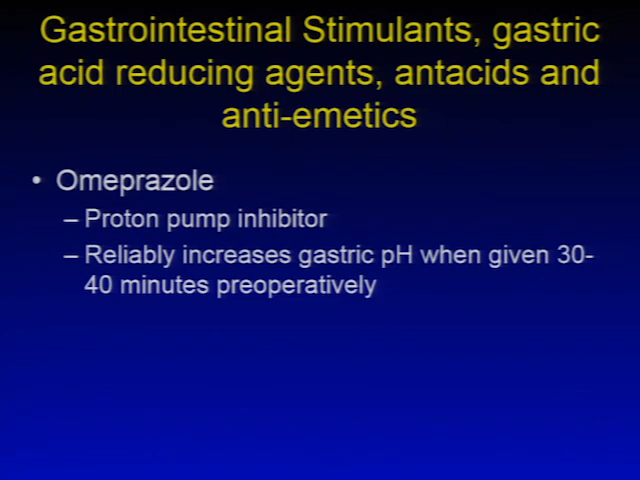 Gastrointestinal Stimulants, gastric
acid reducing agents, antacids and
anti-emetics
• Omeprazole
– Proton pump inhibitor
– Reliably increases gastric pH when given 30-
40 minutes preoperatively